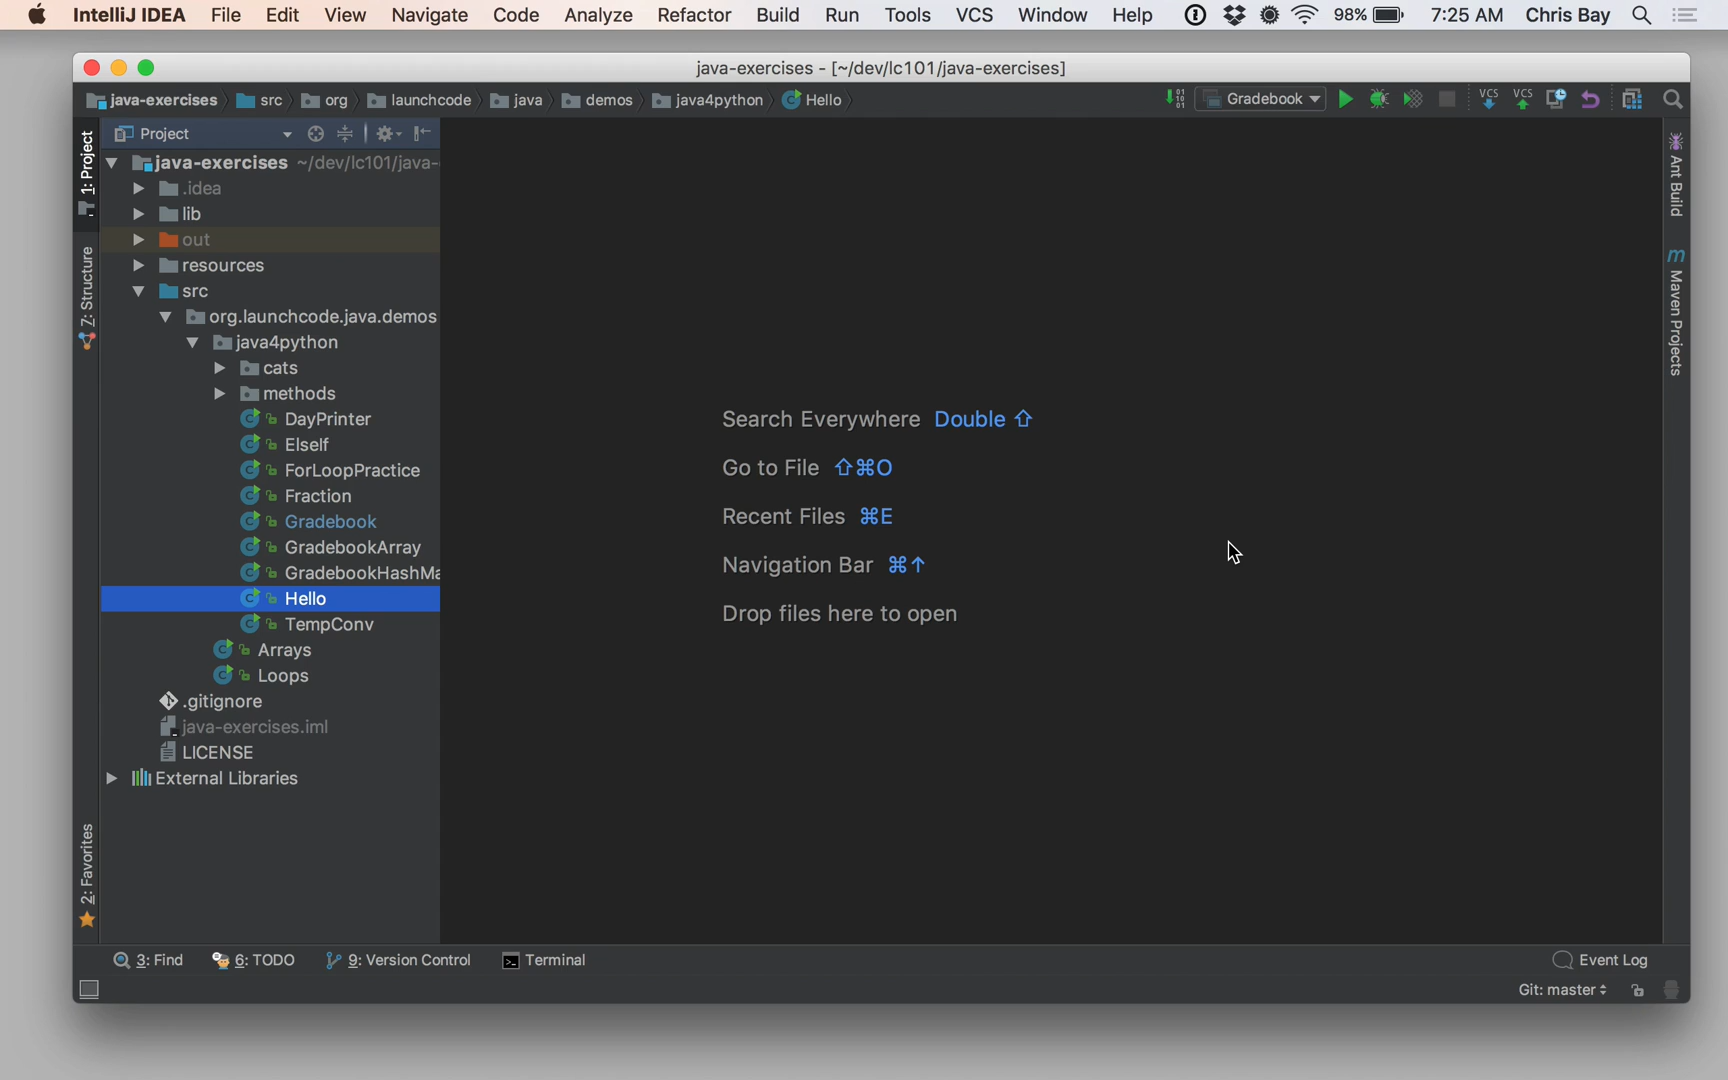 IntelliJ IDEA File Edit View Navigate Code Analyze Refactor Build Run Tools VCS Window Help 98% 7:25 AM Chris Bay
java-exercises - [~/dev/lc101/java-exercises]
java-exercises src org launchcode java demos java4python Hello Gradebook VCS VCS
1: Project
Z: Structure
2: Favorites
Project
java-exercises ~/dev/lc101/java-
.idea
lib
out
resources
src
org.launchcode.java.demos
java4python
cats
methods
DayPrinter
ElseIf
ForLoopPractice
Fraction
Gradebook
GradebookArray
GradebookHashMa
Hello
TempConv
Arrays
Loops
.gitignore
java-exercises.iml
LICENSE
External Libraries
Search Everywhere Double ⇧
Go to File ⇧⌘O
Recent Files ⌘E
Navigation Bar ⌘↑
Drop files here to open
Ant Build
m Maven Projects
3: Find 6: TODO 9: Version Control Terminal Event Log
Git: master